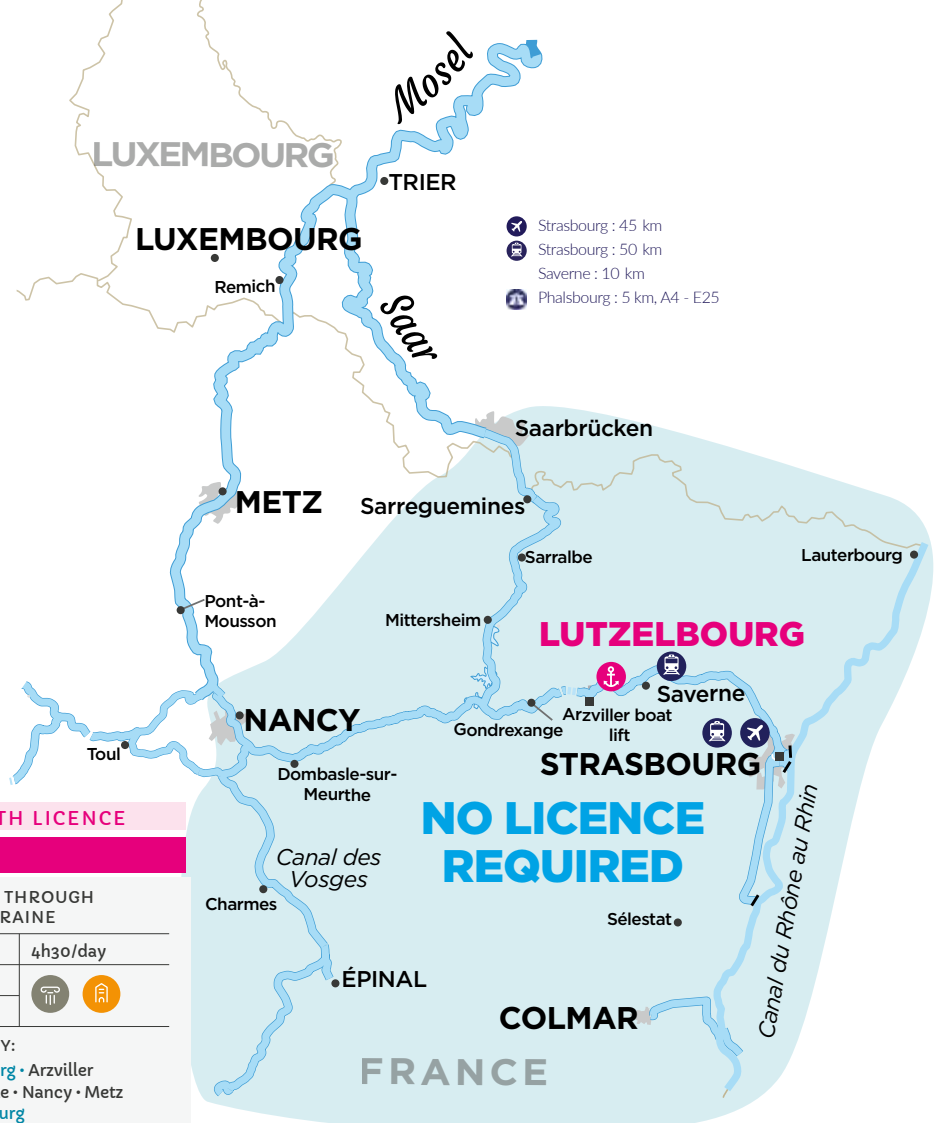 Mosel
LUXEMBOURG
TRIER
LUXEMBOURG
Remich
Strasbourg : 45 km
Strasbourg : 50 km
Saverne : 10 km
Phalsbourg : 5 km, A4 - E25
Saar
Saarbrücken
METZ
Sarreguemines
Sarralbe
Lauterbourg
Pont-à-
Mousson
Mittersheim
LUTZELBOURG
Saverne
NANCY
Gondrexange
Arzviller boat
lift
Toul
STRASBOURG
Dombasle-sur-
Meurthe
NO LICENCE
REQUIRED
Canal des
Vosges
Charmes
Sélestat
Canal du Rhône au Rhin
ÉPINAL
COLMAR
FRANCE
TH LICENCE
THROUGH
RAINE
4h30/day
Y:
rg • Arzviller
e • Nancy • Metz
urg